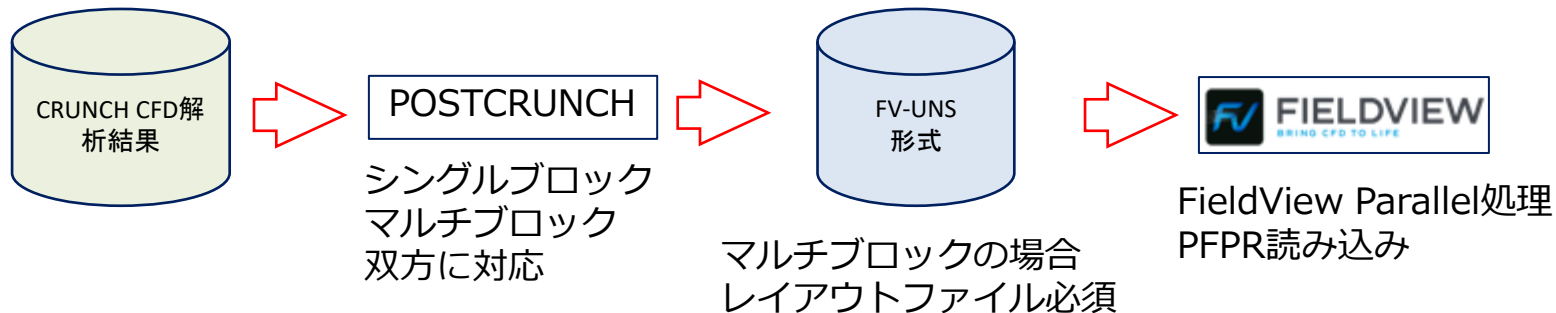 CRUNCH CFD解
析結果
POSTCRUNCH
シングルブロック
マルチブロック
双方に対応
FV-UNS
形式
マルチブロックの場合
レイアウトファイル必須
FV FIELDVIEW
BRING CFD TO LIFE
FieldView Parallel処理
PFPR読み込み